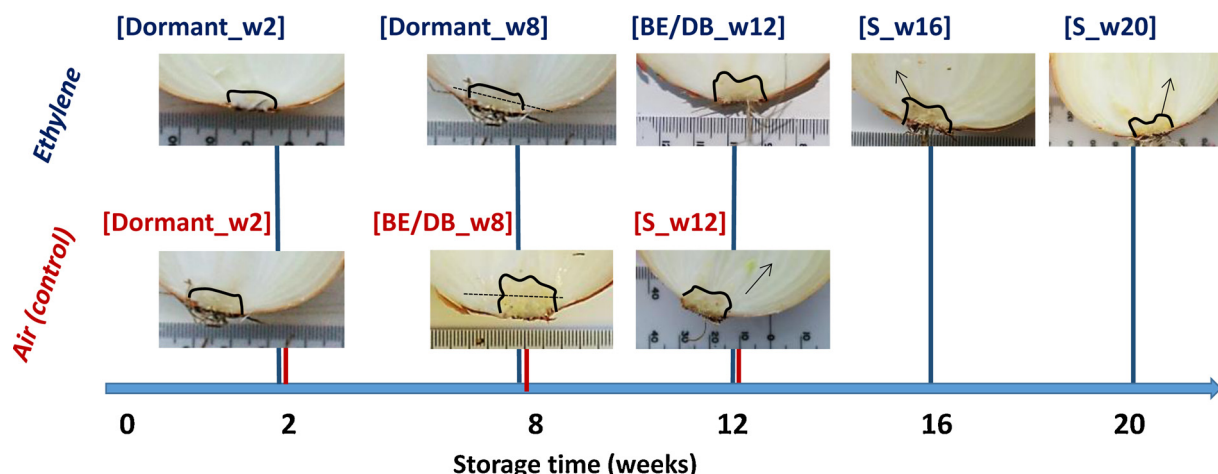 [Dormant_w2] [Dormant_w8] [BE/DB_w12] [S_w16] [S_w20]
Ethylene
[Dormant_w2] [BE/DB_w8] [S_w12]
Air (control)
0 2 8 12 16 20
Storage time (weeks)